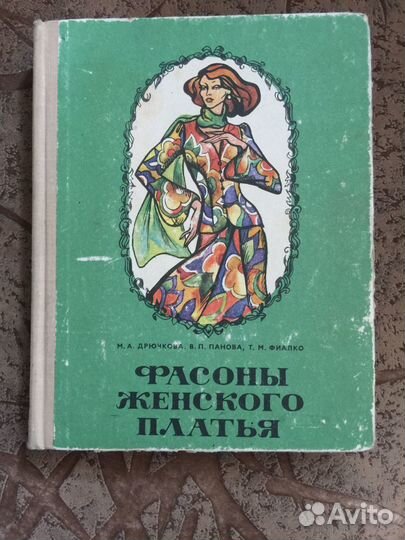 М. А. ДРЮЧКОВА, В. П. ПАНОВА, Т. М. ФИАЛКО
ФАСОНЫ
ЖЕНСКОГО
ПЛАТЬЯ
Avito